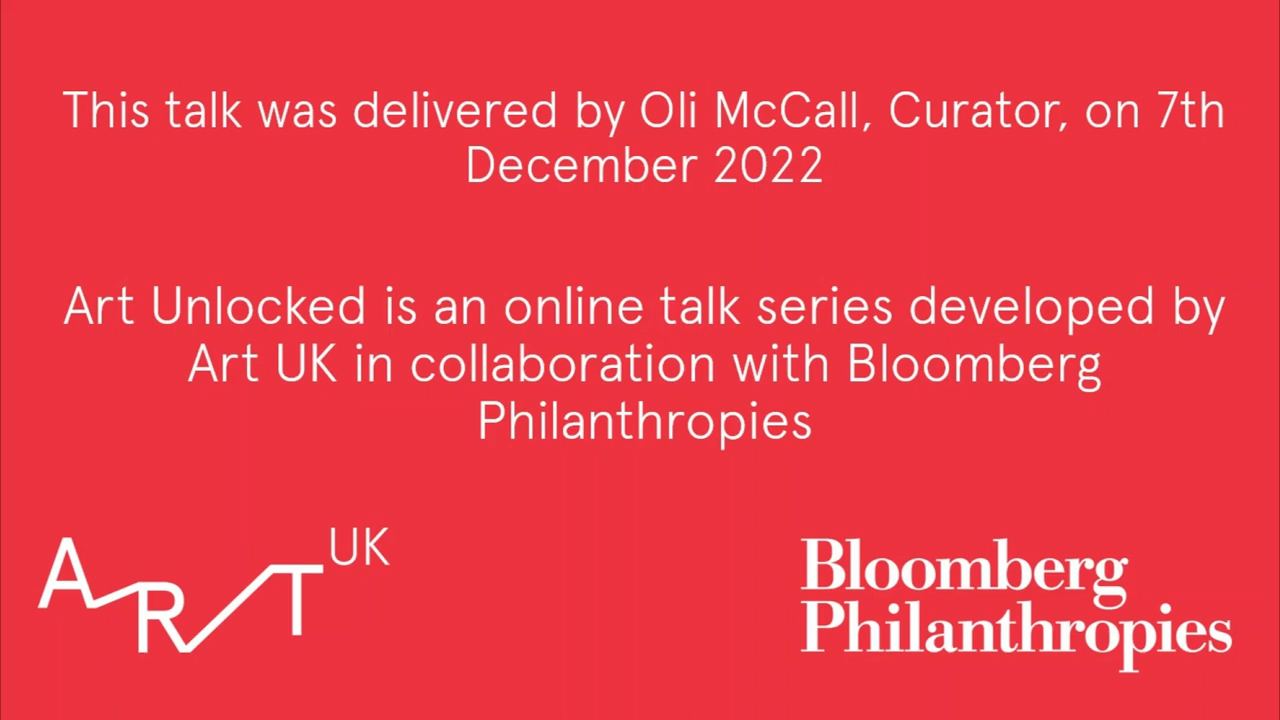 This talk was delivered by Oli McCall, Curator, on 7th
December 2022
Art Unlocked is an online talk series developed by
Art UK in collaboration with Bloomberg
Philanthropies
ART UK
Bloomberg
Philanthropies